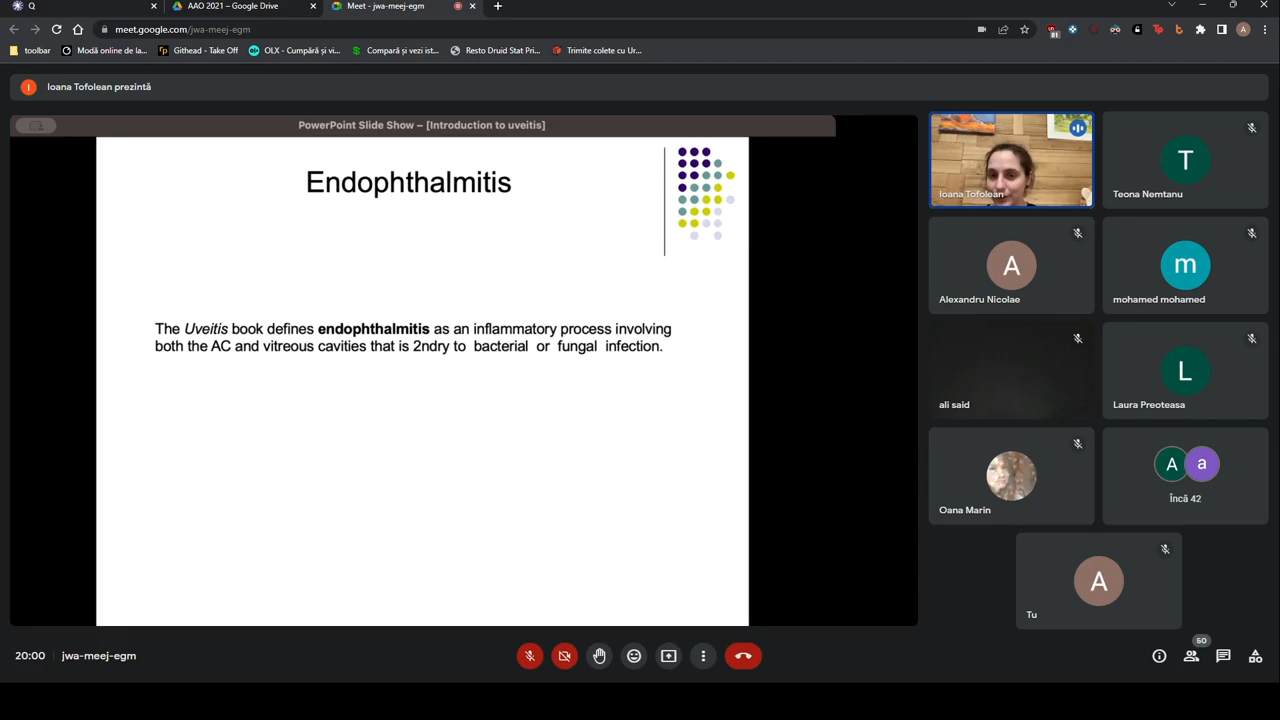 Q
AAO 2021 – Google Drive
Meet - jwa-meej-egm
meet.google.com/jwa-meej-egm
81
A
toolbar
Modă online de la...
Githead - Take Off
OLX - Cumpără și vi...
Compară și vezi ist...
Resto Druid Stat Pri...
Trimite colete cu Ur...
I
Ioana Tofolean prezintă
PowerPoint Slide Show – [Introduction to uveitis]
Endophthalmitis
The Uveitis book defines endophthalmitis as an inflammatory process involving
both the AC and vitreous cavities that is 2ndry to bacterial or fungal infection.
Ioana Tofolean
T
Teona Nemtanu
A
Alexandru Nicolae
m
mohamed mohamed
ali said
L
Laura Preoteasa
Oana Marin
A a
Încă 42
A
Tu
20:00
jwa-meej-egm
50